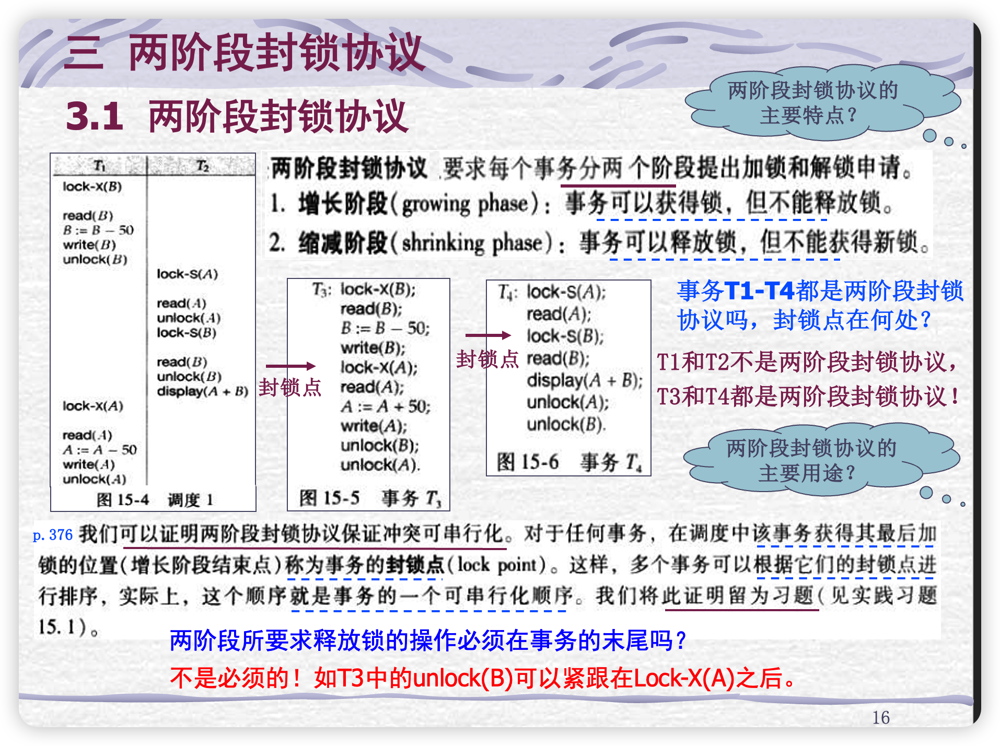 三 两阶段封锁协议
3.1 两阶段封锁协议
两阶段封锁协议的
主要特点？
两阶段封锁协议 要求每个事务分两个阶段提出加锁和解锁申请。
1. 增长阶段(growing phase)：事务可以获得锁，但不能释放锁。
2. 缩减阶段(shrinking phase)：事务可以释放锁，但不能获得新锁。
T1 T2
lock-X(B)
read(B)
B := B − 50
write(B)
unlock(B)
lock-S(A)
read(A)
unlock(A)
lock-S(B)
read(B)
unlock(B)
display(A + B)
lock-X(A)
read(A)
A := A − 50
write(A)
unlock(A)
图 15-4 调度 1
封锁点
T3: lock-X(B);
read(B);
B := B − 50;
write(B);
lock-X(A);
read(A);
A := A + 50;
write(A);
unlock(B);
unlock(A).
图 15-5 事务 T3
封锁点
T4: lock-S(A);
read(A);
lock-S(B);
read(B);
display(A + B);
unlock(A);
unlock(B).
图 15-6 事务 T4
事务T1-T4都是两阶段封锁
协议吗，封锁点在何处？
T1和T2不是两阶段封锁协议，
T3和T4都是两阶段封锁协议！
两阶段封锁协议的
主要用途？
p.376 我们可以证明两阶段封锁协议保证冲突可串行化。对于任何事务，在调度中该事务获得其最后加
锁的位置(增长阶段结束点)称为事务的封锁点(lock point)。这样，多个事务可以根据它们的封锁点进
行排序，实际上，这个顺序就是事务的一个可串行化顺序。我们将此证明留为习题(见实践习题
15.1)。
两阶段所要求释放锁的操作必须在事务的末尾吗？
不是必须的！如T3中的unlock(B)可以紧跟在Lock-X(A)之后。
16